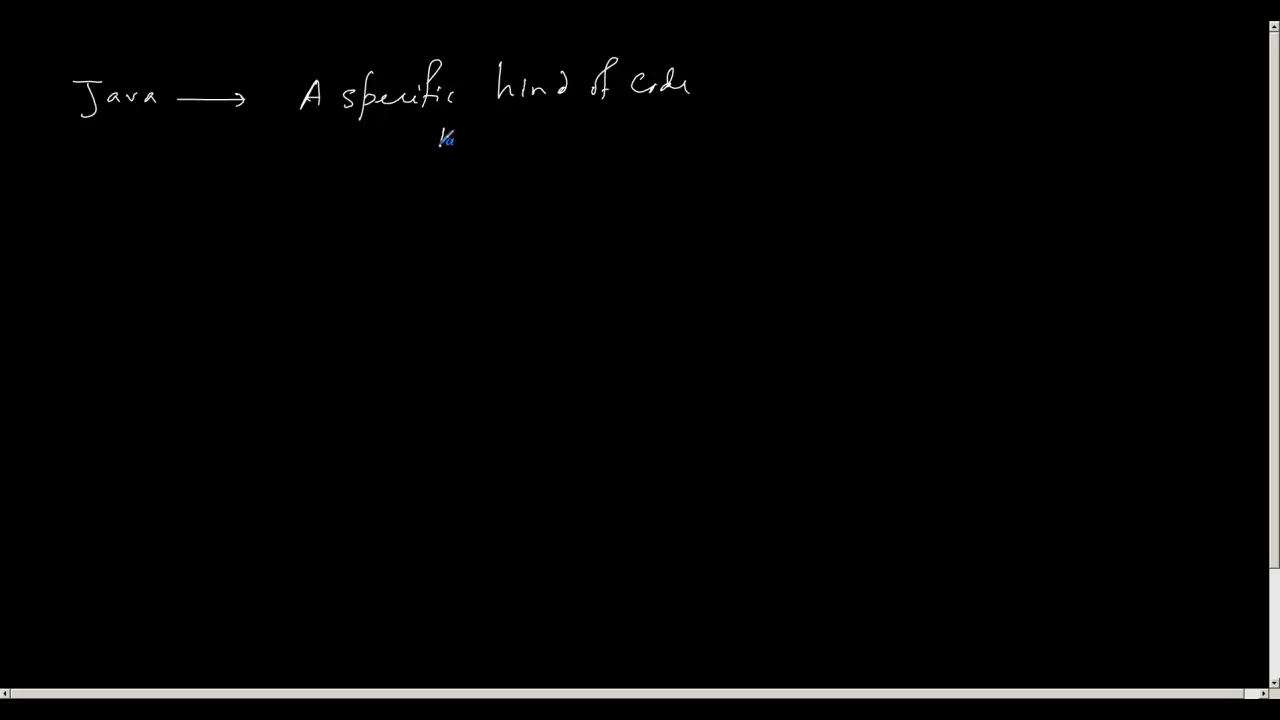 Java → A specific kind of code